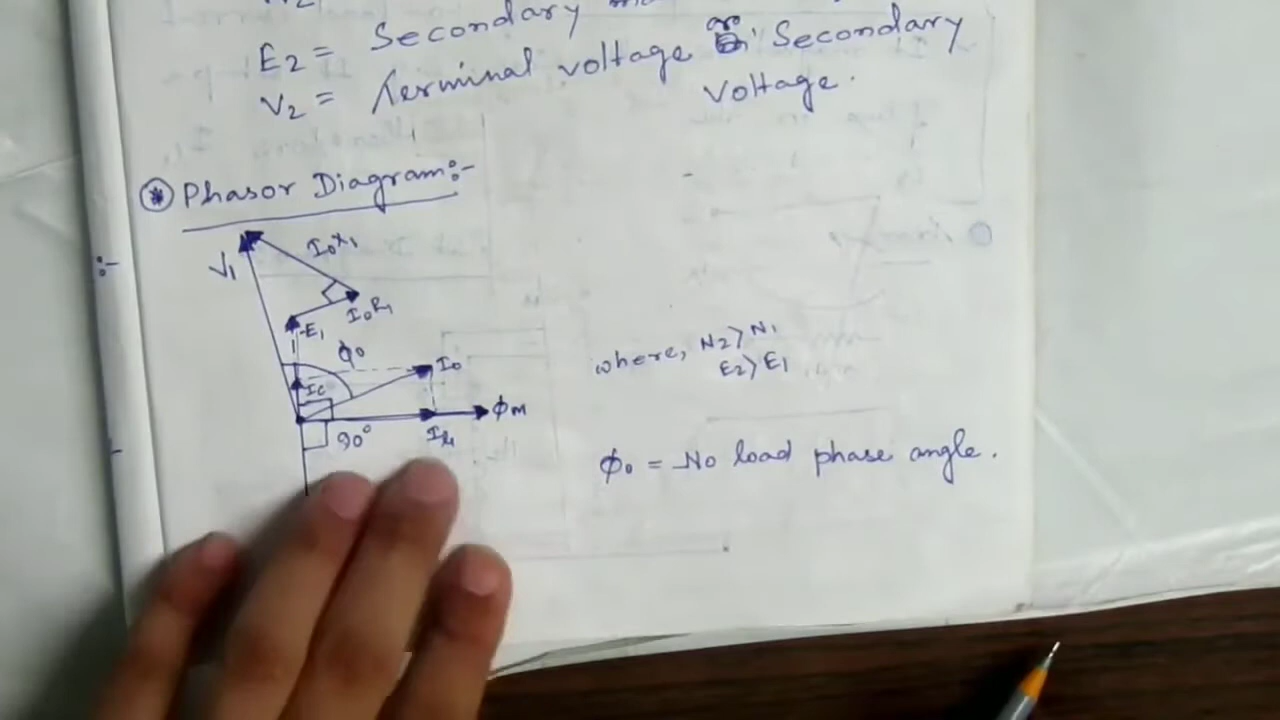 E2 = Secondary
V2 = Terminal voltage or Secondary
Voltage.
* Phasor Diagram:-
V1
I0X1
I0R1
-E1
ϕ0
I0
Ic
ϕM
90°
where, N2>N1
E2>E1
ϕ0 = No load phase angle.